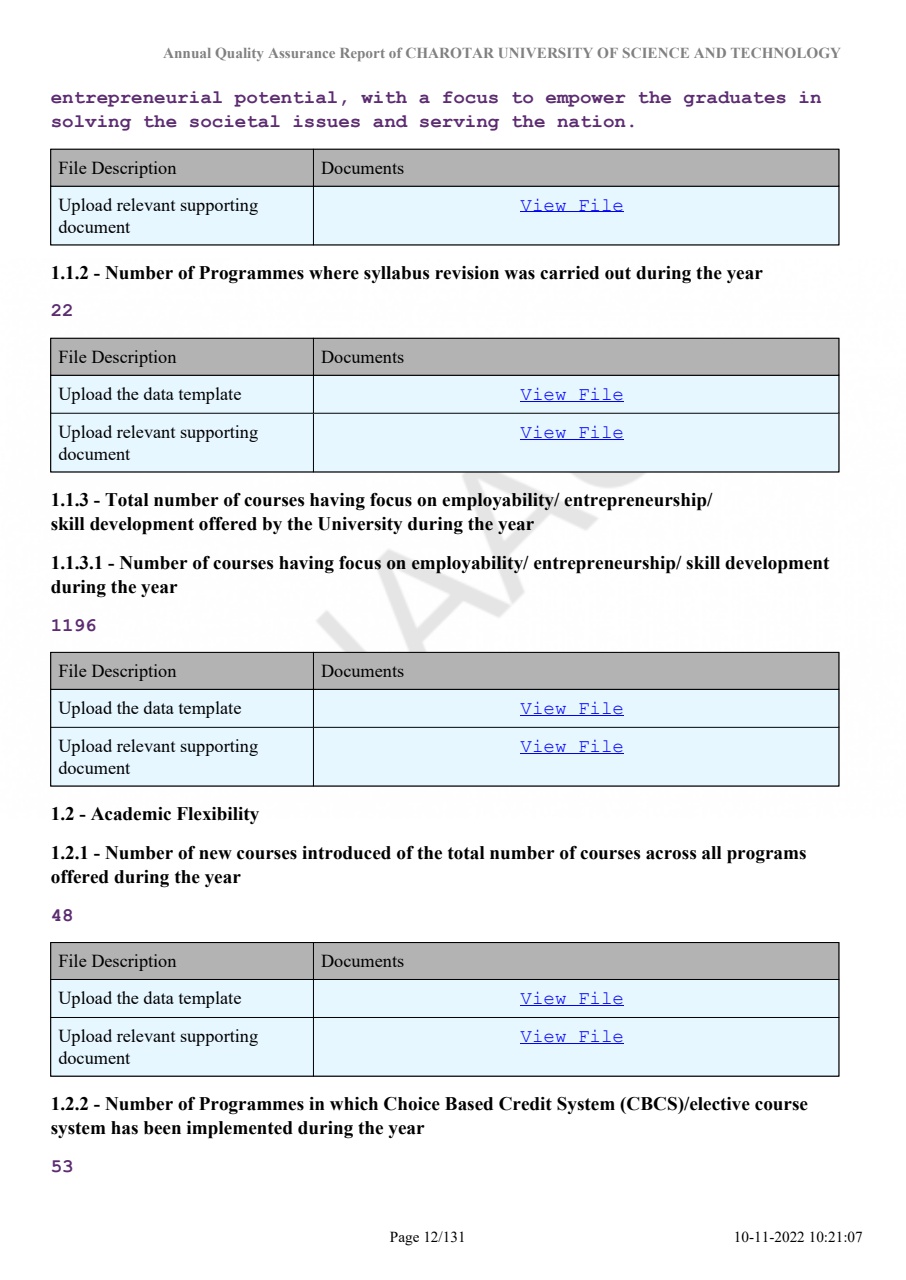 Annual Quality Assurance Report of CHAROTAR UNIVERSITY OF SCIENCE AND TECHNOLOGY
entrepreneurial potential, with a focus to empower the graduates in
solving the societal issues and serving the nation.
File Description Documents
Upload relevant supporting View File
document
1.1.2 - Number of Programmes where syllabus revision was carried out during the year
22
File Description Documents
Upload the data template View File
Upload relevant supporting View File
document
1.1.3 - Total number of courses having focus on employability/ entrepreneurship/
skill development offered by the University during the year
1.1.3.1 - Number of courses having focus on employability/ entrepreneurship/ skill development
during the year
1196
File Description Documents
Upload the data template View File
Upload relevant supporting View File
document
1.2 - Academic Flexibility
1.2.1 - Number of new courses introduced of the total number of courses across all programs
offered during the year
48
File Description Documents
Upload the data template View File
Upload relevant supporting View File
document
1.2.2 - Number of Programmes in which Choice Based Credit System (CBCS)/elective course
system has been implemented during the year
53
Page 12/131 10-11-2022 10:21:07